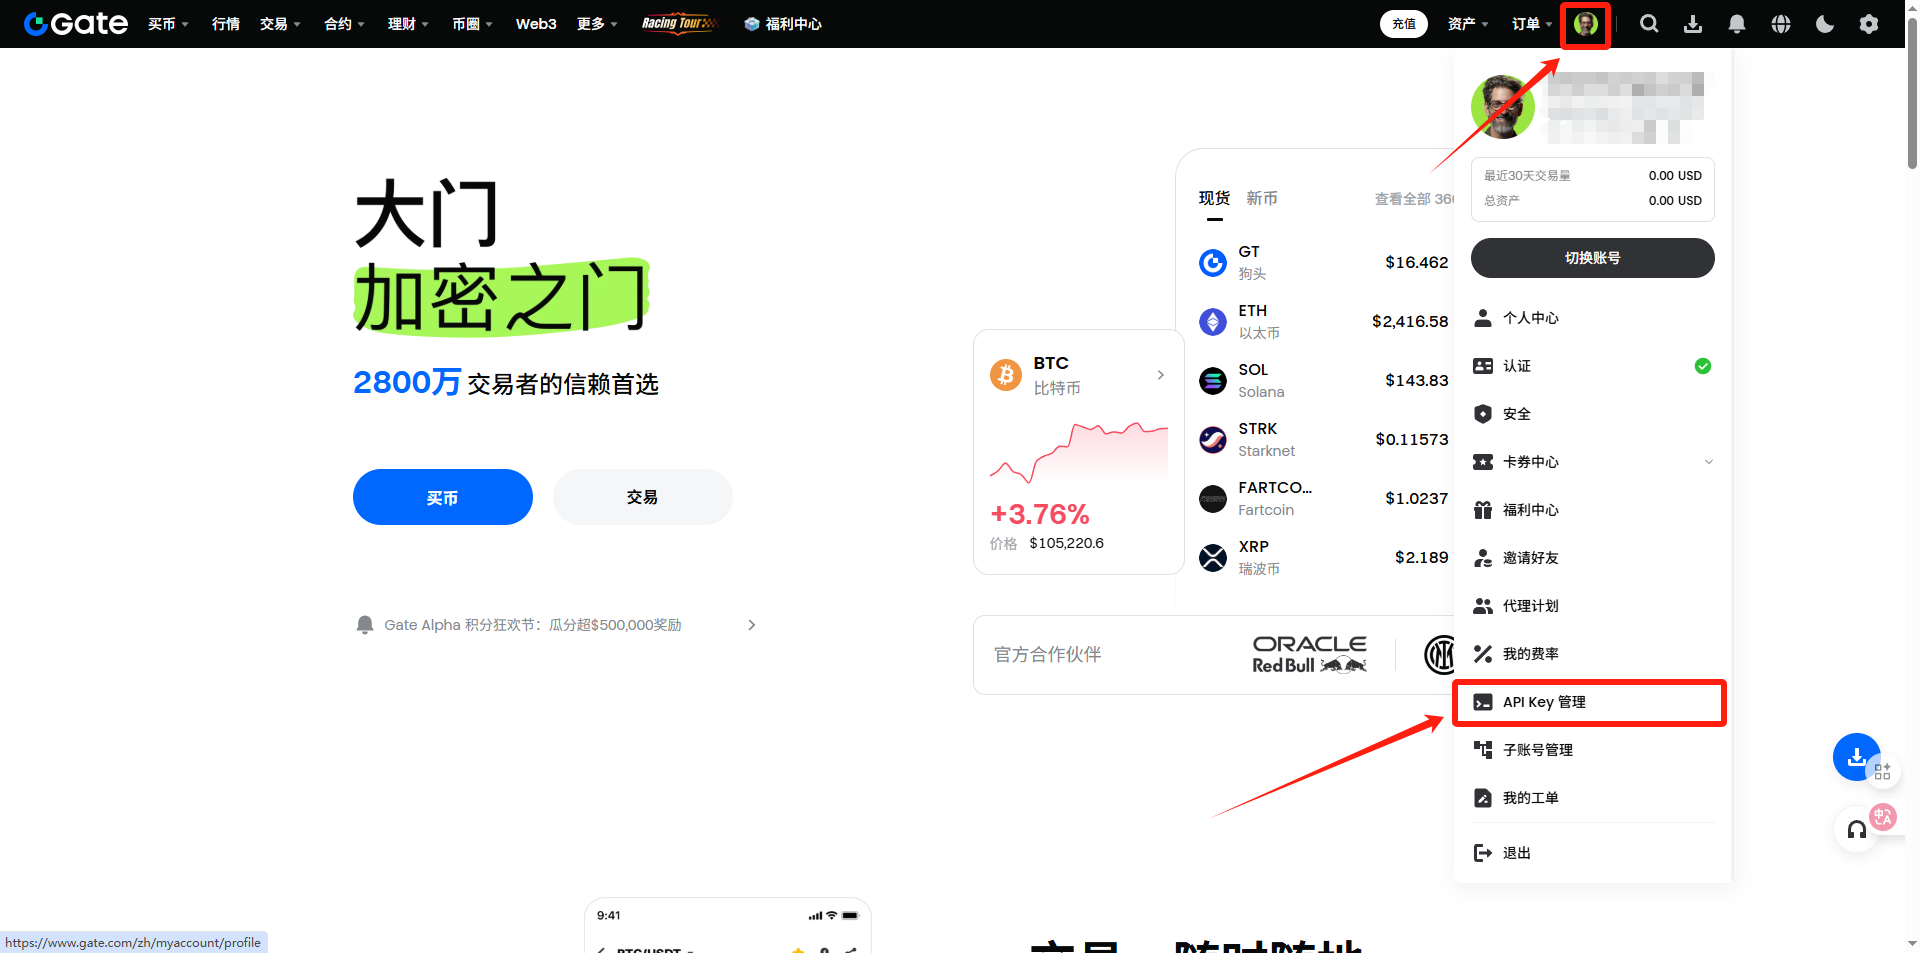 Gate 买币 行情 交易 合约 理财 币圈 Web3 更多 Racing Tour 福利中心 充值 资产 订单
最近30天交易量 0.00 USD
总资产 0.00 USD
切换账号
个人中心
认证
安全
卡券中心
福利中心
邀请好友
代理计划
我的费率
API Key 管理
子账号管理
我的工单
退出
大门
加密之门
2800万 交易者的信赖首选
买币 交易
Gate Alpha 积分狂欢节：瓜分超$500,000奖励
BTC
比特币
+3.76%
价格 $105,220.6
现货 新币 查看全部 366
GT
狗头
$16.462
ETH
以太币
$2,416.58
SOL
Solana
$143.83
STRK
Starknet
$0.11573
FARTCO...
Fartcoin
$1.0237
XRP
瑞波币
$2.189
官方合作伙伴
ORACLE
Red Bull
9:41
BTC/USDT
交易，随时随地
https://www.gate.com/zh/myaccount/profile